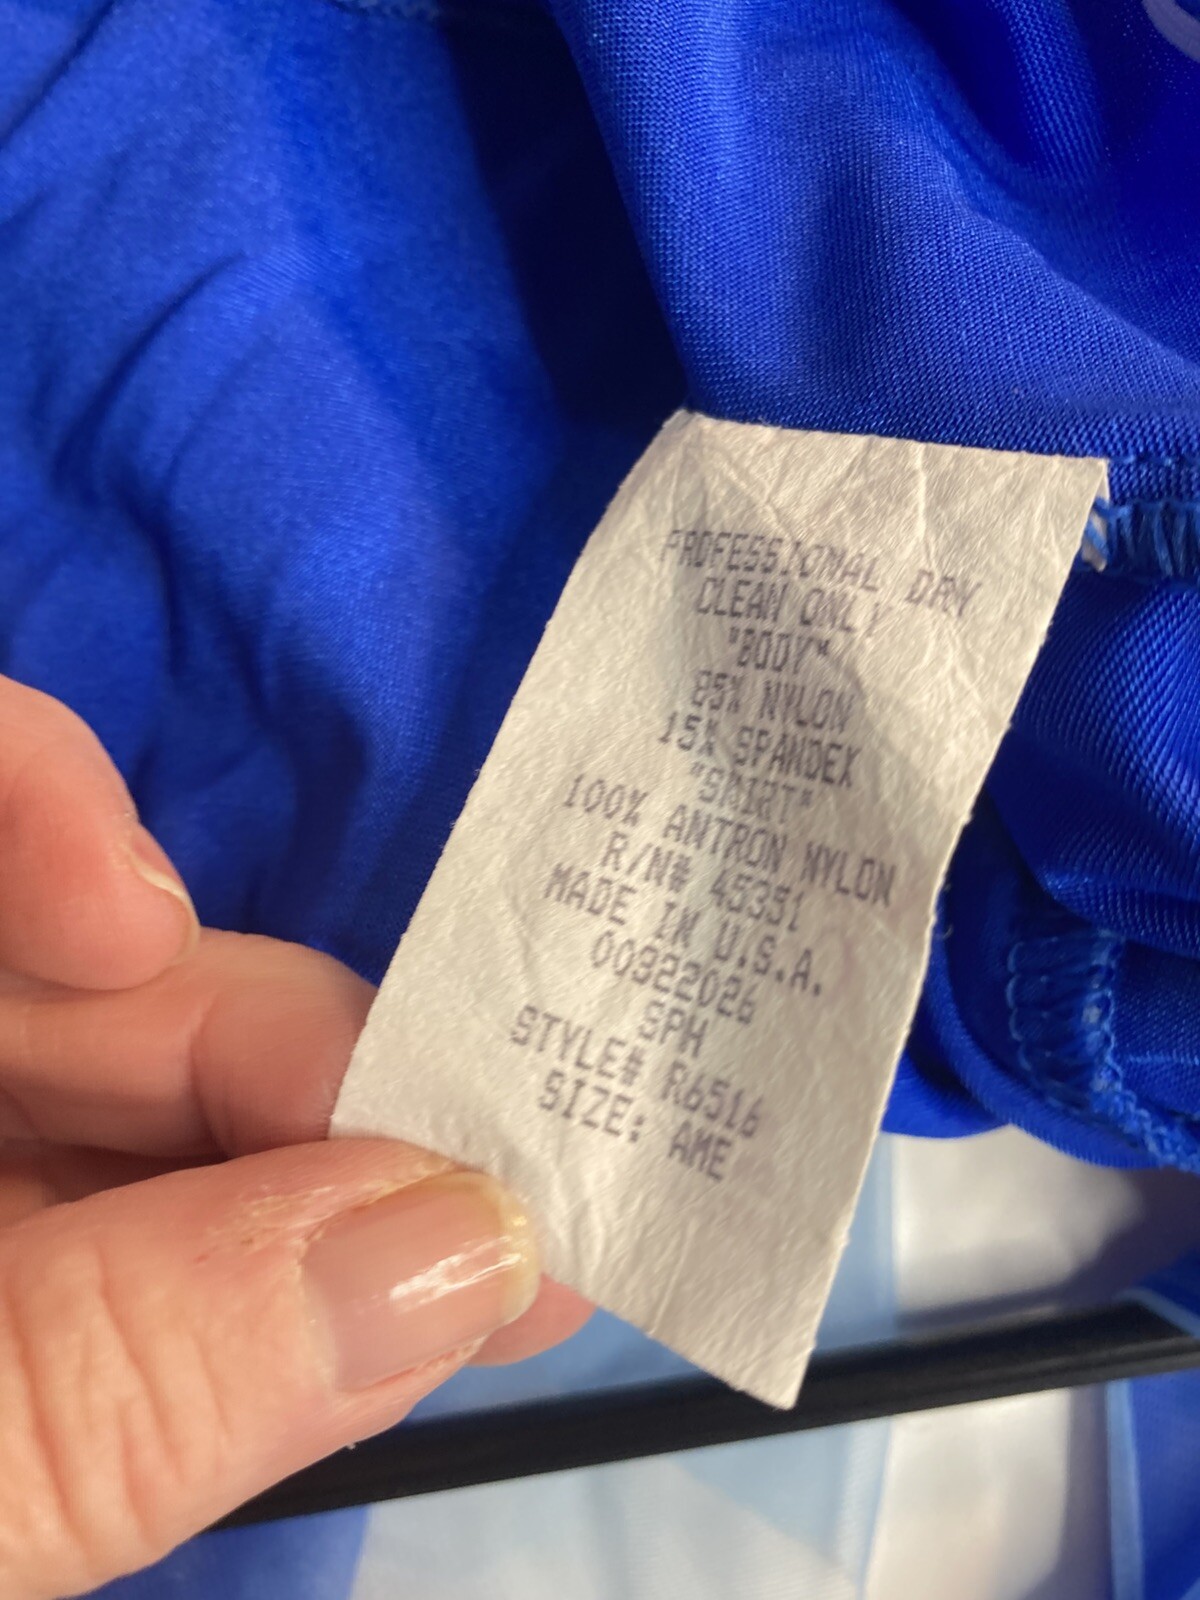 PROFESSIONAL DRY
CLEAN ONLY
"BODY"
85% NYLON
15% SPANDEX
"SKIRT"
100% ANTRON NYLON
R/N# 45351
MADE IN U.S.A.
00922026
SPH
STYLE# R6516
SIZE: AME